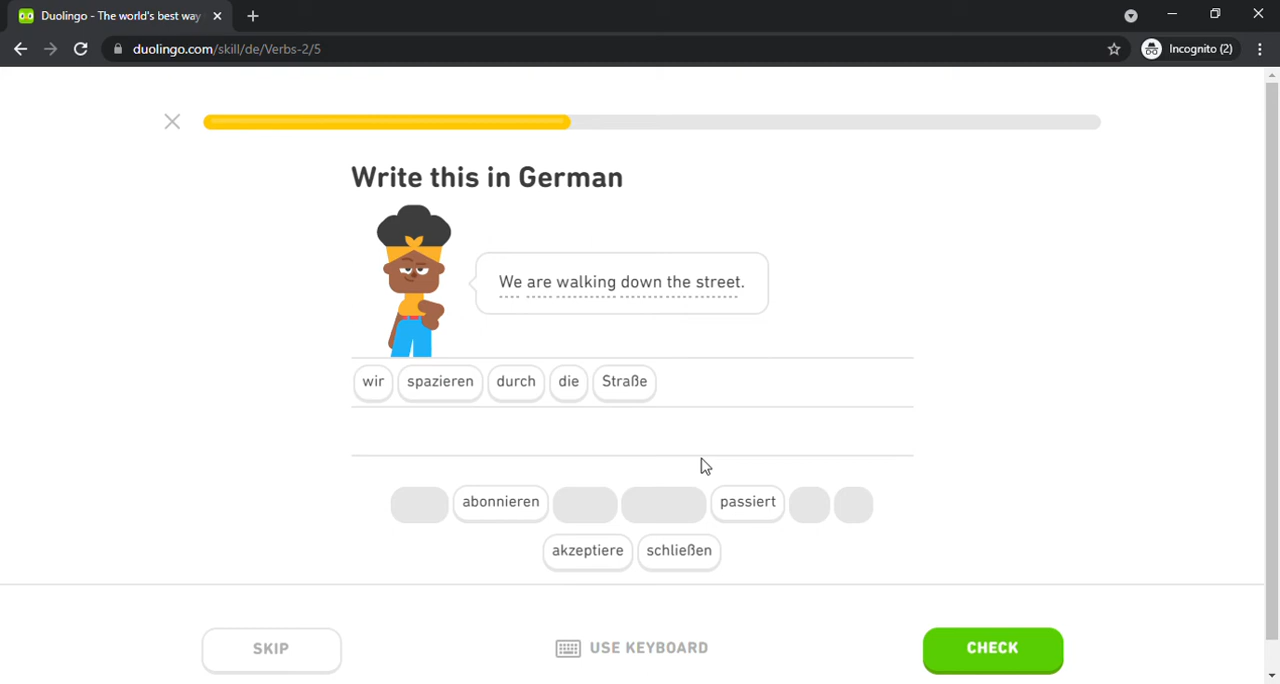 Duolingo - The world's best way
duolingo.com/skill/de/Verbs-2/5
Incognito (2)
Write this in German
We are walking down the street.
wir spazieren durch die Straße
abonnieren passiert
akzeptiere schließen
SKIP USE KEYBOARD CHECK